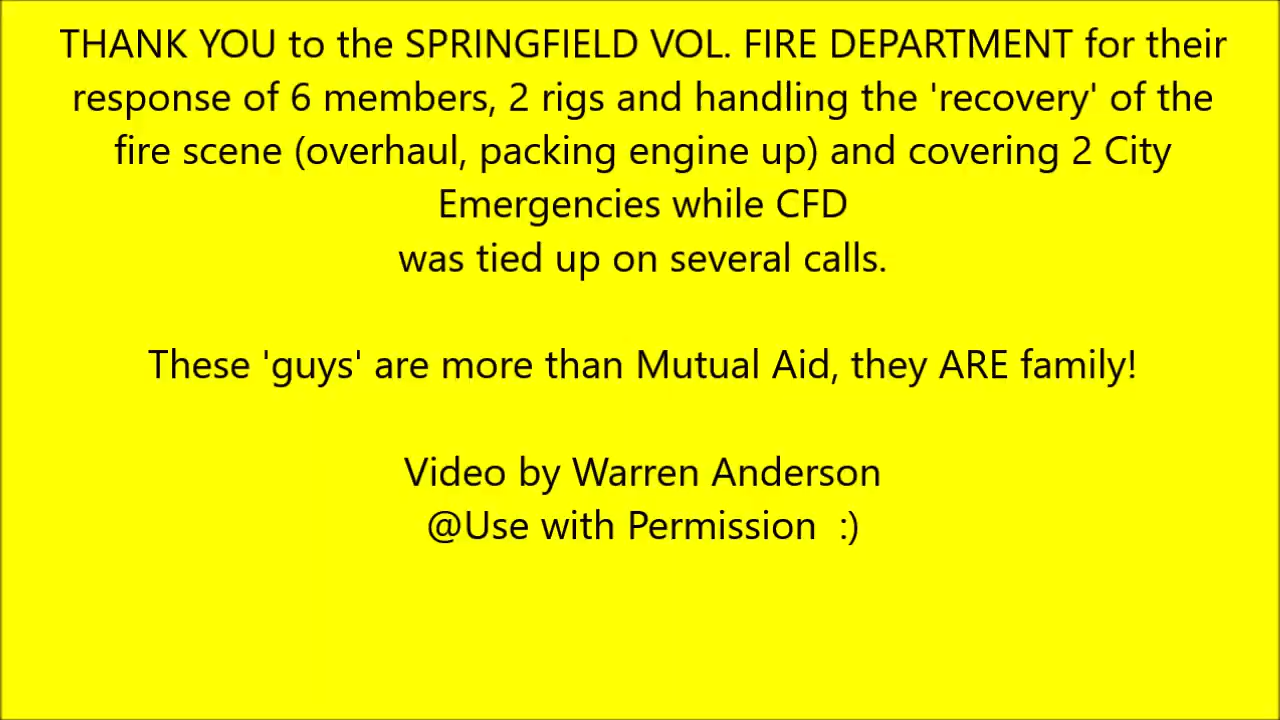 THANK YOU to the SPRINGFIELD VOL. FIRE DEPARTMENT for their
response of 6 members, 2 rigs and handling the 'recovery' of the
fire scene (overhaul, packing engine up) and covering 2 City
Emergencies while CFD
was tied up on several calls.
These 'guys' are more than Mutual Aid, they ARE family!
Video by Warren Anderson
@Use with Permission  :)